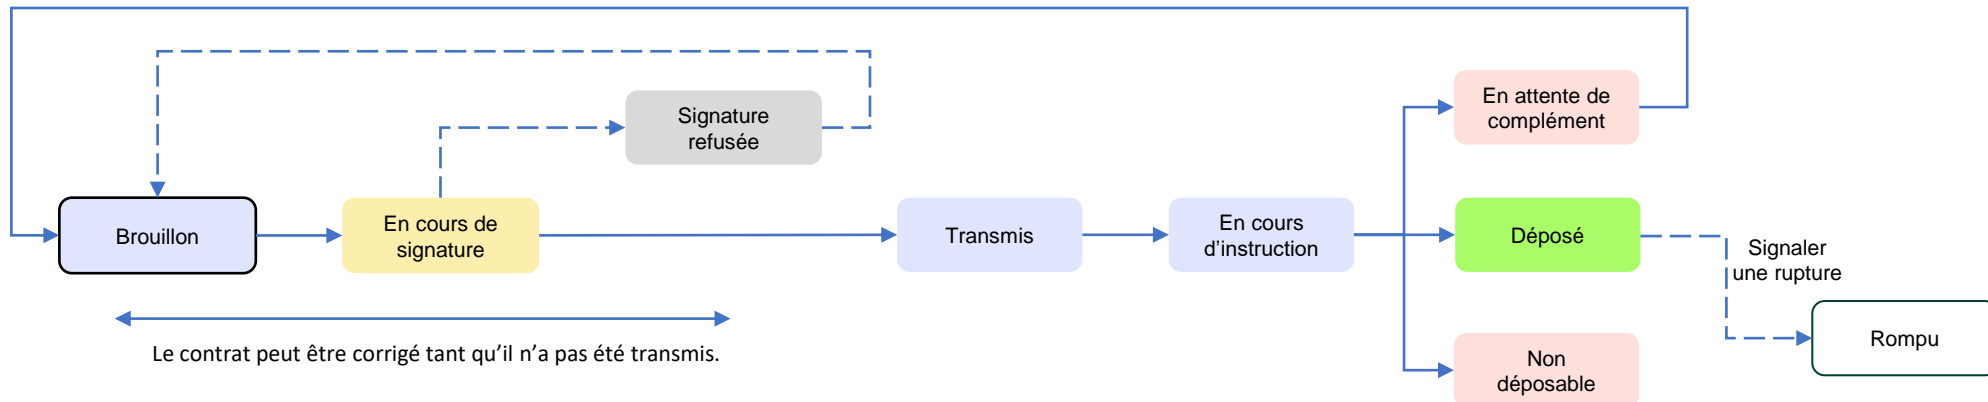 Signature
refusée
En attente de
complément
Brouillon
En cours de
signature
Transmis
En cours
d’instruction
Déposé
Signaler
une rupture
Rompu
Le contrat peut être corrigé tant qu’il n’a pas été transmis.
Non
déposable